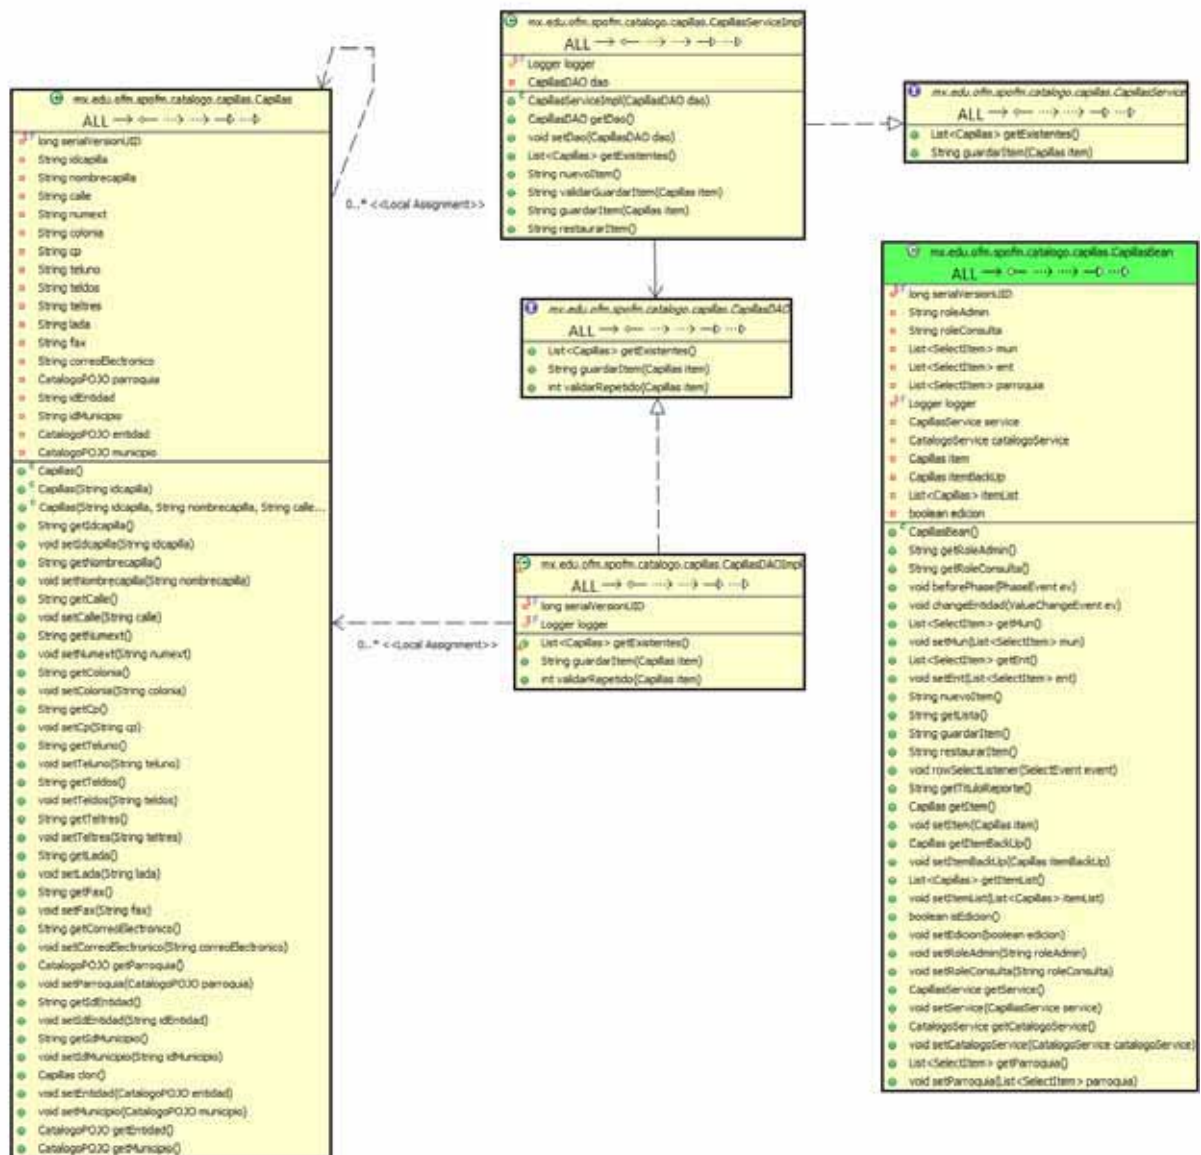 mx.edu.ofm.spofm.catalogo.capillas.Capillas
ALL
long serialVersionUID
String idcapilla
String nombrecapilla
String calle
String numext
String colonia
String cp
String teluno
String teldos
String teltres
String lada
String fax
String correoElectronico
CatalogoPOJO parroquia
String idEntidad
String idMunicipio
CatalogoPOJO entidad
CatalogoPOJO municipio
Capillas()
Capillas(String idcapilla)
Capillas(String idcapilla, String nombrecapilla, String calle...
String getIdcapilla()
void setIdcapilla(String idcapilla)
String getNombrecapilla()
void setNombrecapilla(String nombrecapilla)
String getCalle()
void setCalle(String calle)
String getNumext()
void setNumext(String numext)
String getColonia()
void setColonia(String colonia)
String getCp()
void setCp(String cp)
String getTeluno()
void setTeluno(String teluno)
String getTeldos()
void setTeldos(String teldos)
String getTeltres()
void setTeltres(String teltres)
String getLada()
void setLada(String lada)
String getFax()
void setFax(String fax)
String getCorreoElectronico()
void setCorreoElectronico(String correoElectronico)
CatalogoPOJO getParroquia()
void setParroquia(CatalogoPOJO parroquia)
String getIdEntidad()
void setIdEntidad(String idEntidad)
String getIdMunicipio()
void setIdMunicipio(String idMunicipio)
Capillas clon()
void setEntidad(CatalogoPOJO entidad)
void setMunicipio(CatalogoPOJO municipio)
CatalogoPOJO getEntidad()
CatalogoPOJO getMunicipio()
0..* <<Local Assignment>>
0..* <<Local Assignment>>
mx.edu.ofm.spofm.catalogo.capillas.CapillasServiceImpl
ALL
Logger logger
CapillasDAO dao
CapillasServiceImpl(CapillasDAO dao)
CapillasDAO getDao()
void setDao(CapillasDAO dao)
List<Capillas> getExistentes()
String nuevoItem()
String validarGuardarItem(Capillas item)
String guardarItem(Capillas item)
String restaurarItem()
mx.edu.ofm.spofm.catalogo.capillas.CapillasDAO
ALL
List<Capillas> getExistentes()
String guardarItem(Capillas item)
int validarRepetido(Capillas item)
mx.edu.ofm.spofm.catalogo.capillas.CapillasDAOImpl
ALL
long serialVersionUID
Logger logger
List<Capillas> getExistentes()
String guardarItem(Capillas item)
int validarRepetido(Capillas item)
mx.edu.ofm.spofm.catalogo.capillas.CapillasService
ALL
List<Capillas> getExistentes()
String guardarItem(Capillas item)
mx.edu.ofm.spofm.catalogo.capillas.CapillasBean
ALL
long serialVersionUID
String roleAdmin
String roleConsulta
List<SelectItem> mun
List<SelectItem> ent
List<SelectItem> parroquia
Logger logger
CapillasService service
CatalogoService catalogoService
Capillas item
Capillas itemBackUp
List<Capillas> itemList
boolean edicion
CapillasBean()
String getRoleAdmin()
String getRoleConsulta()
void beforePhase(PhaseEvent ev)
void changeEntidad(ValueChangeEvent ev)
List<SelectItem> getMun()
void setMun(List<SelectItem> mun)
List<SelectItem> getEnt()
void setEnt(List<SelectItem> ent)
String nuevoItem()
String getLista()
String guardarItem()
String restaurarItem()
void rowSelectListener(SelectEvent event)
String getTituloReporte()
Capillas getItem()
void setItem(Capillas item)
Capillas getItemBackUp()
void setItemBackUp(Capillas itemBackUp)
List<Capillas> getItemList()
void setItemList(List<Capillas> itemList)
boolean isEdicion()
void setEdicion(boolean edicion)
void setRoleAdmin(String roleAdmin)
void setRoleConsulta(String roleConsulta)
CapillasService getService()
void setService(CapillasService service)
CatalogoService getCatalogoService()
void setCatalogoService(CatalogoService catalogoService)
List<SelectItem> getParroquia()
void setParroquia(List<SelectItem> parroquia)